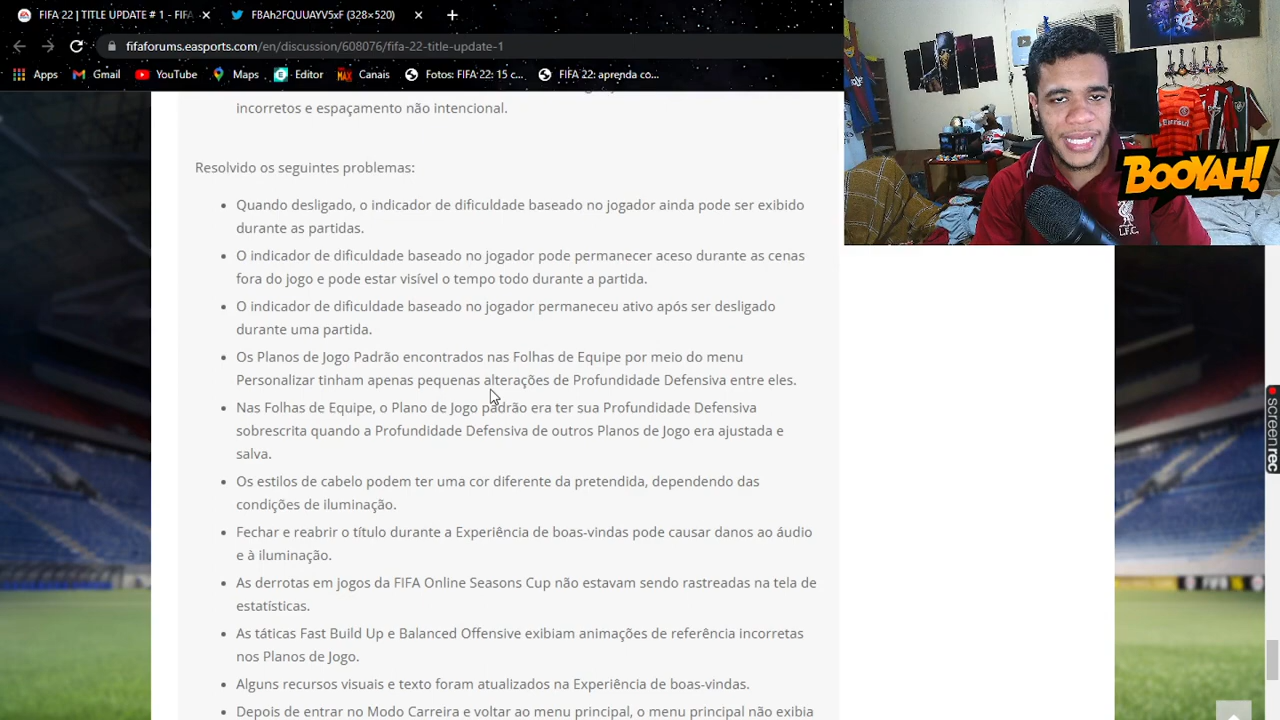 FIFA 22 | TITLE UPDATE # 1 - FIFA
FBAh2FQUUAYV5xF (328×520)
fifaforums.easports.com/en/discussion/608076/fifa-22-title-update-1
Apps
Gmail
YouTube
Maps
Editor
MAX
Canais
Fotos: FIFA 22: 15 c...
FIFA 22: aprenda co...
incorretos e espaçamento não intencional.
Resolvido os seguintes problemas:
• Quando desligado, o indicador de dificuldade baseado no jogador ainda pode ser exibido
durante as partidas.
• O indicador de dificuldade baseado no jogador pode permanecer aceso durante as cenas
fora do jogo e pode estar visível o tempo todo durante a partida.
• O indicador de dificuldade baseado no jogador permaneceu ativo após ser desligado
durante uma partida.
• Os Planos de Jogo Padrão encontrados nas Folhas de Equipe por meio do menu
Personalizar tinham apenas pequenas alterações de Profundidade Defensiva entre eles.
• Nas Folhas de Equipe, o Plano de Jogo padrão era ter sua Profundidade Defensiva
sobrescrita quando a Profundidade Defensiva de outros Planos de Jogo era ajustada e
salva.
• Os estilos de cabelo podem ter uma cor diferente da pretendida, dependendo das
condições de iluminação.
• Fechar e reabrir o título durante a Experiência de boas-vindas pode causar danos ao áudio
e à iluminação.
• As derrotas em jogos da FIFA Online Seasons Cup não estavam sendo rastreadas na tela de
estatísticas.
• As táticas Fast Build Up e Balanced Offensive exibiam animações de referência incorretas
nos Planos de Jogo.
• Alguns recursos visuais e texto foram atualizados na Experiência de boas-vindas.
• Depois de entrar no Modo Carreira e voltar ao menu principal, o menu principal não exibia
BOOYAH!
L.F.C.
screenrec